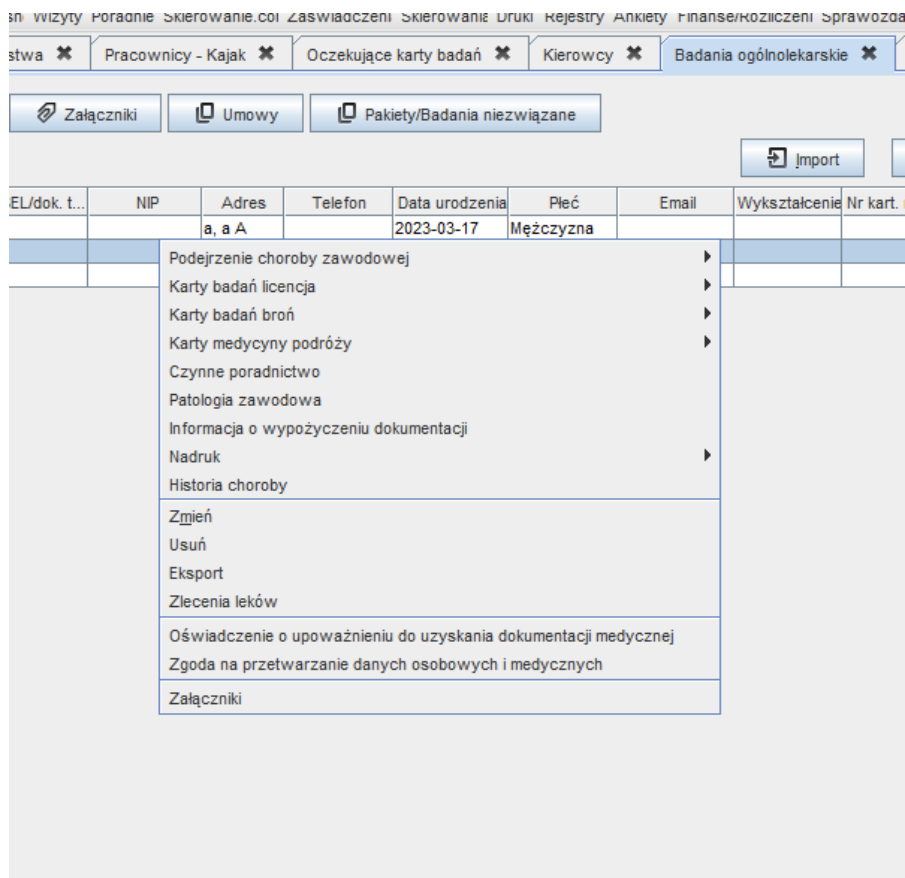 Wizyty Poradnie Skierowanie.coi Zaświadczeni Skierowania Druki Rejestry Ankiety Finanse/Rozliczeni Sprawozda
stwa ✖ Pracownicy - Kajak ✖ Oczekujące karty badań ✖ Kierowcy ✖ Badania ogólnolekarskie ✖
Załączniki Umowy Pakiety/Badania niezwiązane
Import
EL/dok. t... NIP Adres Telefon Data urodzenia Płeć Email Wykształcenie Nr kart.
a, a A 2023-03-17 Mężczyzna
Podejrzenie choroby zawodowej
Karty badań licencja
Karty badań broń
Karty medycyny podróży
Czynne poradnictwo
Patologia zawodowa
Informacja o wypożyczeniu dokumentacji
Nadruk
Historia choroby
Zmień
Usuń
Eksport
Zlecenia leków
Oświadczenie o upoważnieniu do uzyskania dokumentacji medycznej
Zgoda na przetwarzanie danych osobowych i medycznych
Załączniki